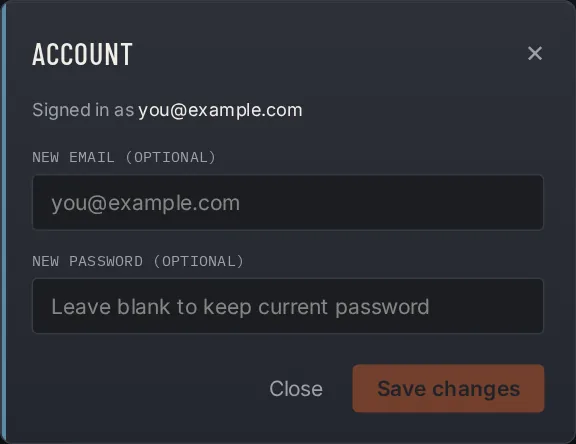 ACCOUNT ✕
Signed in as you@example.com
NEW EMAIL (OPTIONAL)
you@example.com
NEW PASSWORD (OPTIONAL)
Leave blank to keep current password
Close Save changes